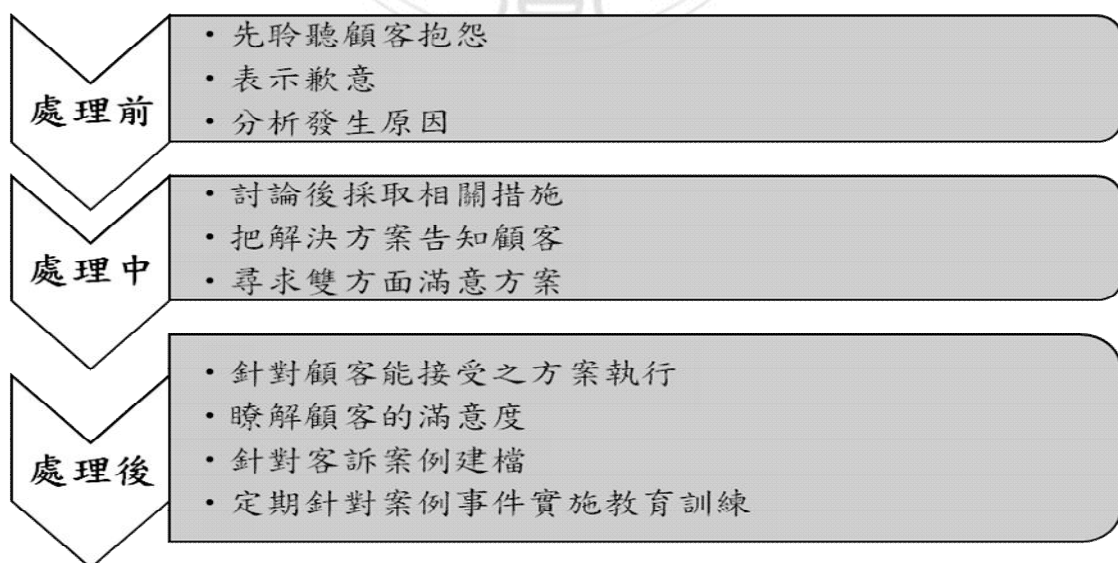 處理前
・先聆聽顧客抱怨
・表示歉意
・分析發生原因
處理中
・討論後採取相關措施
・把解決方案告知顧客
・尋求雙方面滿意方案
處理後
・針對顧客能接受之方案執行
・瞭解顧客的滿意度
・針對客訴案例建檔
・定期針對案例事件實施教育訓練